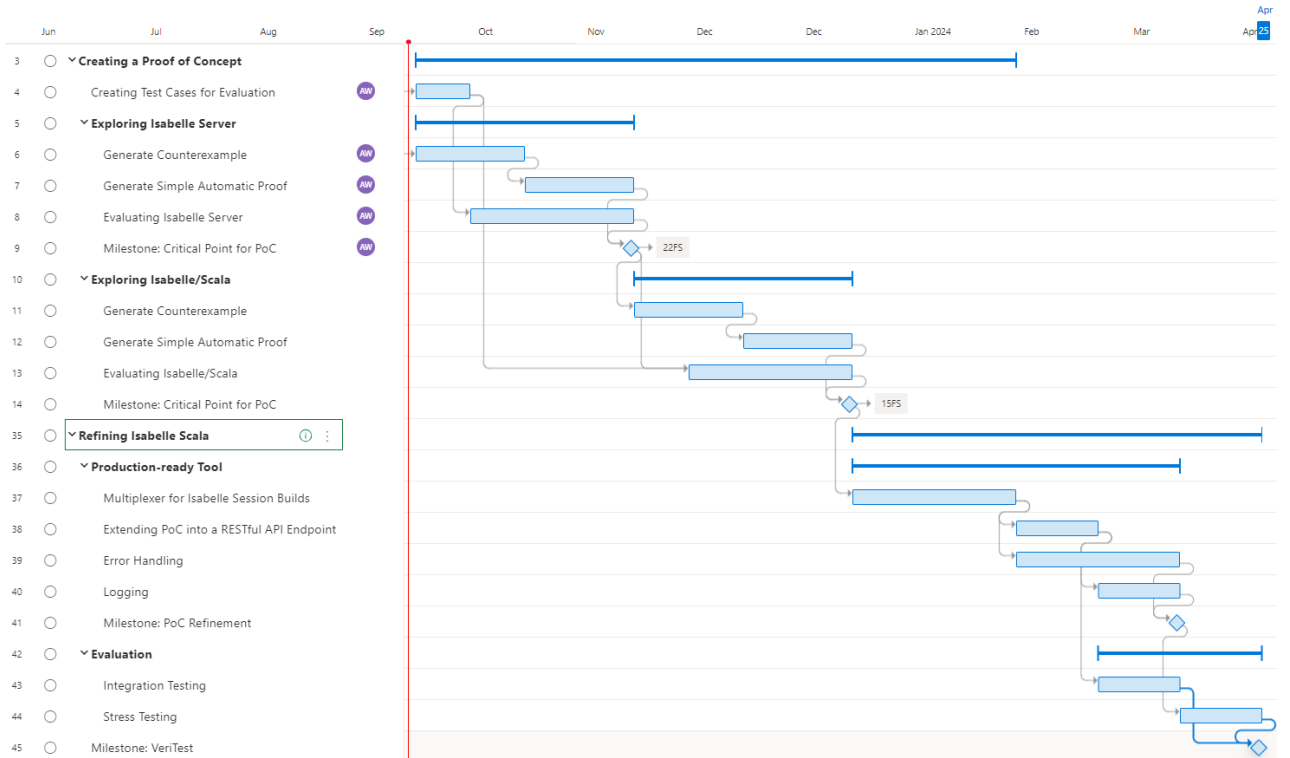 Apr
Jun Jul Aug Sep Oct Nov Dec Dec Jan 2024 Feb Mar Apr 25
3 Creating a Proof of Concept
4 Creating Test Cases for Evaluation AW
5 Exploring Isabelle Server
6 Generate Counterexample AW
7 Generate Simple Automatic Proof AW
8 Evaluating Isabelle Server AW
9 Milestone: Critical Point for PoC AW 22FS
10 Exploring Isabelle/Scala
11 Generate Counterexample
12 Generate Simple Automatic Proof
13 Evaluating Isabelle/Scala
14 Milestone: Critical Point for PoC 15FS
35 Refining Isabelle Scala
36 Production-ready Tool
37 Multiplexer for Isabelle Session Builds
38 Extending PoC into a RESTful API Endpoint
39 Error Handling
40 Logging
41 Milestone: PoC Refinement
42 Evaluation
43 Integration Testing
44 Stress Testing
45 Milestone: VeriTest